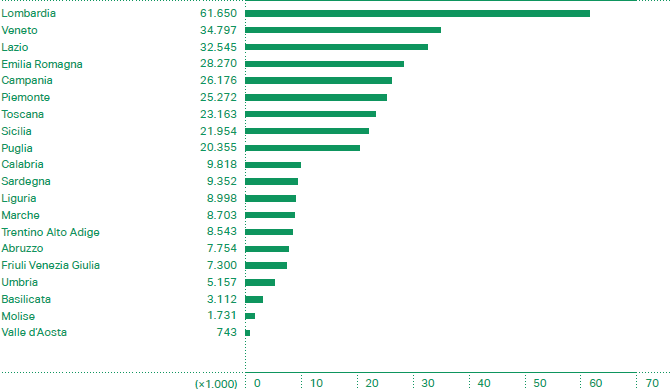 Lombardia 61.650
Veneto 34.797
Lazio 32.545
Emilia Romagna 28.270
Campania 26.176
Piemonte 25.272
Toscana 23.163
Sicilia 21.954
Puglia 20.355
Calabria 9.818
Sardegna 9.352
Liguria 8.998
Marche 8.703
Trentino Alto Adige 8.543
Abruzzo 7.754
Friuli Venezia Giulia 7.300
Umbria 5.157
Basilicata 3.112
Molise 1.731
Valle d'Aosta 743
(×1.000) 0 10 20 30 40 50 60 70